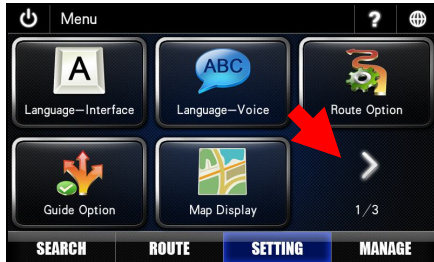 Menu
?
A
ABC
Language-Interface
Language-Voice
Route Option
Guide Option
Map Display
1/3
SEARCH
ROUTE
SETTING
MANAGE